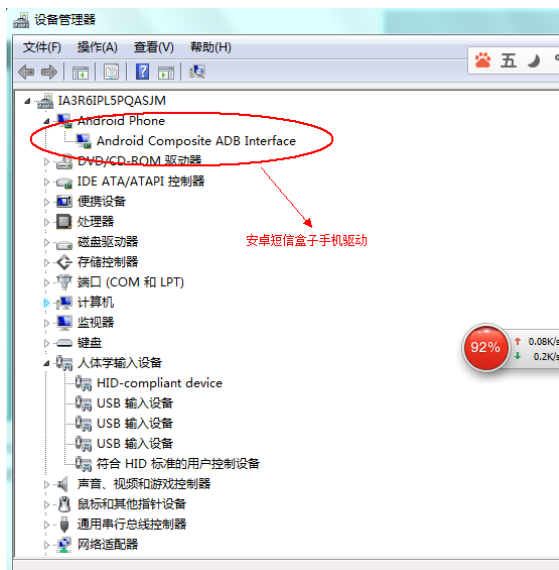 设备管理器
文件(F) 操作(A) 查看(V) 帮助(H)
五
IA3R6IPL5PQASJM
Android Phone
Android Composite ADB Interface
DVD/CD-ROM 驱动器
IDE ATA/ATAPI 控制器
便携设备
处理器
安卓短信盒子手机驱动
磁盘驱动器
存储控制器
端口 (COM 和 LPT)
计算机
监视器
92%
0.08K/s
0.2K/s
键盘
人体学输入设备
HID-compliant device
USB 输入设备
USB 输入设备
USB 输入设备
符合 HID 标准的用户控制设备
声音、视频和游戏控制器
鼠标和其他指针设备
通用串行总线控制器
网络适配器